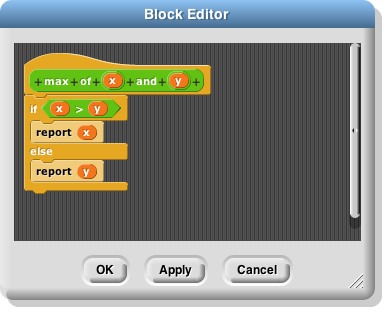 Block Editor
+ max + of + x + and + y +
if x > y
report x
else
report y
OK Apply Cancel